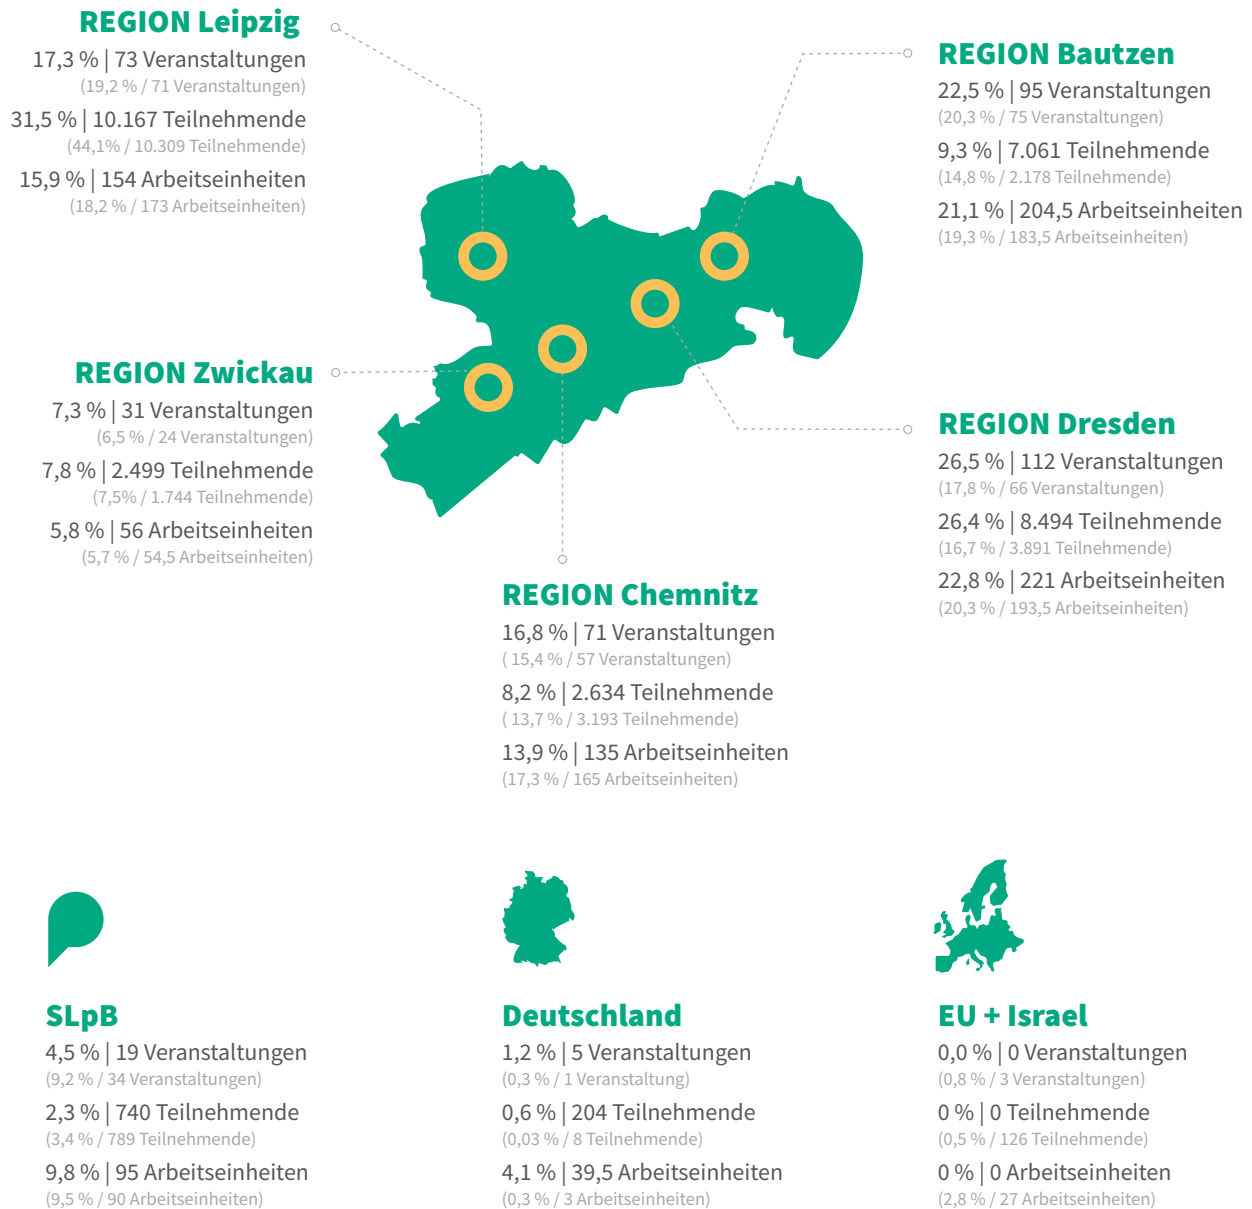 REGION Leipzig
17,3 % | 73 Veranstaltungen
(19,2 % / 71 Veranstaltungen)
31,5 % | 10.167 Teilnehmende
(44,1% / 10.309 Teilnehmende)
15,9 % | 154 Arbeitseinheiten
(18,2 % / 173 Arbeitseinheiten)
REGION Bautzen
22,5 % | 95 Veranstaltungen
(20,3 % / 75 Veranstaltungen)
9,3 % | 7.061 Teilnehmende
(14,8 % / 2.178 Teilnehmende)
21,1 % | 204,5 Arbeitseinheiten
(19,3 % / 183,5 Arbeitseinheiten)
REGION Zwickau
7,3 % | 31 Veranstaltungen
(6,5 % / 24 Veranstaltungen)
7,8 % | 2.499 Teilnehmende
(7,5% / 1.744 Teilnehmende)
5,8 % | 56 Arbeitseinheiten
(5,7 % / 54,5 Arbeitseinheiten)
REGION Dresden
26,5 % | 112 Veranstaltungen
(17,8 % / 66 Veranstaltungen)
26,4 % | 8.494 Teilnehmende
(16,7 % / 3.891 Teilnehmende)
22,8 % | 221 Arbeitseinheiten
(20,3 % / 193,5 Arbeitseinheiten)
REGION Chemnitz
16,8 % | 71 Veranstaltungen
( 15,4 % / 57 Veranstaltungen)
8,2 % | 2.634 Teilnehmende
( 13,7 % / 3.193 Teilnehmende)
13,9 % | 135 Arbeitseinheiten
(17,3 % / 165 Arbeitseinheiten)
SLpB
4,5 % | 19 Veranstaltungen
(9,2 % / 34 Veranstaltungen)
2,3 % | 740 Teilnehmende
(3,4 % / 789 Teilnehmende)
9,8 % | 95 Arbeitseinheiten
(9,5 % / 90 Arbeitseinheiten)
Deutschland
1,2 % | 5 Veranstaltungen
(0,3 % / 1 Veranstaltung)
0,6 % | 204 Teilnehmende
(0,03 % / 8 Teilnehmende)
4,1 % | 39,5 Arbeitseinheiten
(0,3 % / 3 Arbeitseinheiten)
EU + Israel
0,0 % | 0 Veranstaltungen
(0,8 % / 3 Veranstaltungen)
0 % | 0 Teilnehmende
(0,5 % / 126 Teilnehmende)
0 % | 0 Arbeitseinheiten
(2,8 % / 27 Arbeitseinheiten)